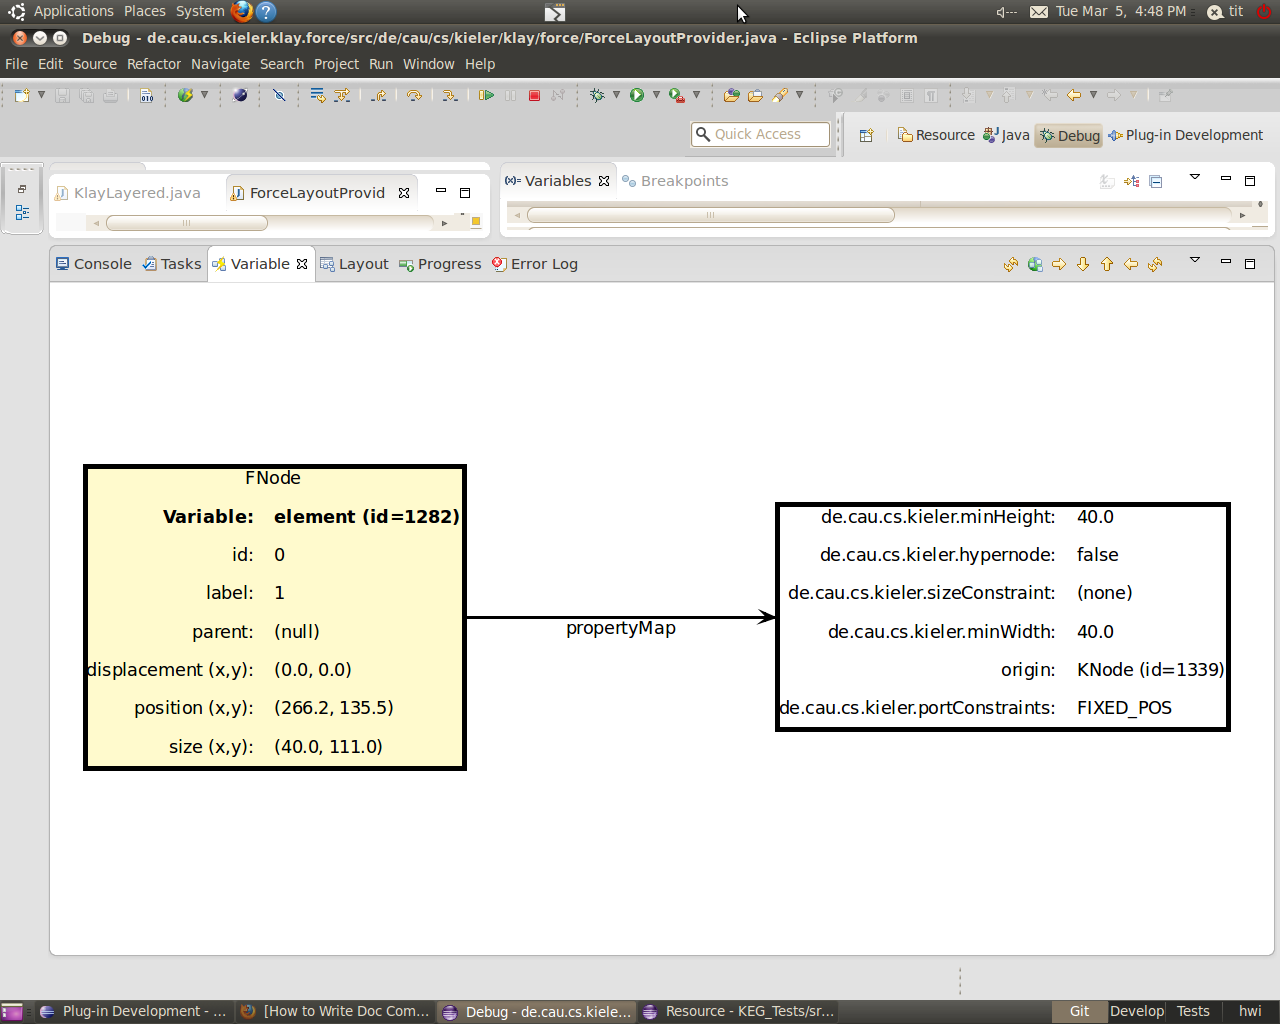 Applications Places System
Tue Mar 5, 4:48 PM
tit
Debug - de.cau.cs.kieler.klay.force/src/de/cau/cs/kieler/klay/force/ForceLayoutProvider.java - Eclipse Platform
File Edit Source Refactor Navigate Search Project Run Window Help
010
Quick Access
Resource
Java
Debug
Plug-in Development
KlayLayered.java
ForceLayoutProvid
(x)= Variables
Breakpoints
Console
Tasks
Variable
Layout
Progress
Error Log
FNode
Variable: element (id=1282)
id: 0
label: 1
parent: (null)
displacement (x,y): (0.0, 0.0)
position (x,y): (266.2, 135.5)
size (x,y): (40.0, 111.0)
propertyMap
de.cau.cs.kieler.minHeight: 40.0
de.cau.cs.kieler.hypernode: false
de.cau.cs.kieler.sizeConstraint: (none)
de.cau.cs.kieler.minWidth: 40.0
origin: KNode (id=1339)
de.cau.cs.kieler.portConstraints: FIXED_POS
Plug-in Development - ...
[How to Write Doc Com...
Debug - de.cau.cs.kiele...
Resource - KEG_Tests/sr...
Git
Develop
Tests
hwi